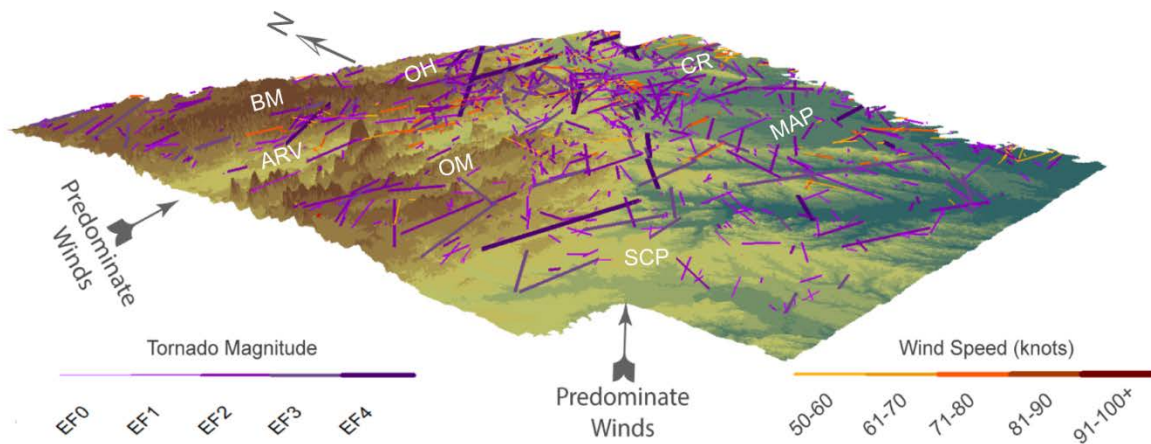 N
OH
CR
BM
MAP
ARV
OM
Predominate
Winds
SCP
Tornado Magnitude
Wind Speed (knots)
Predominate
Winds
EF0 EF1 EF2 EF3 EF4
50-60 61-70 71-80 81-90 91-100+